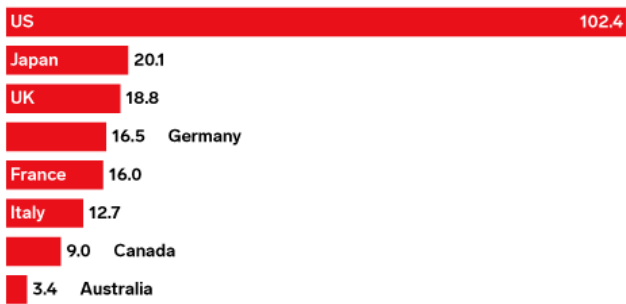 US 102.4
Japan 20.1
UK 18.8
16.5 Germany
France 16.0
Italy 12.7
9.0 Canada
3.4 Australia